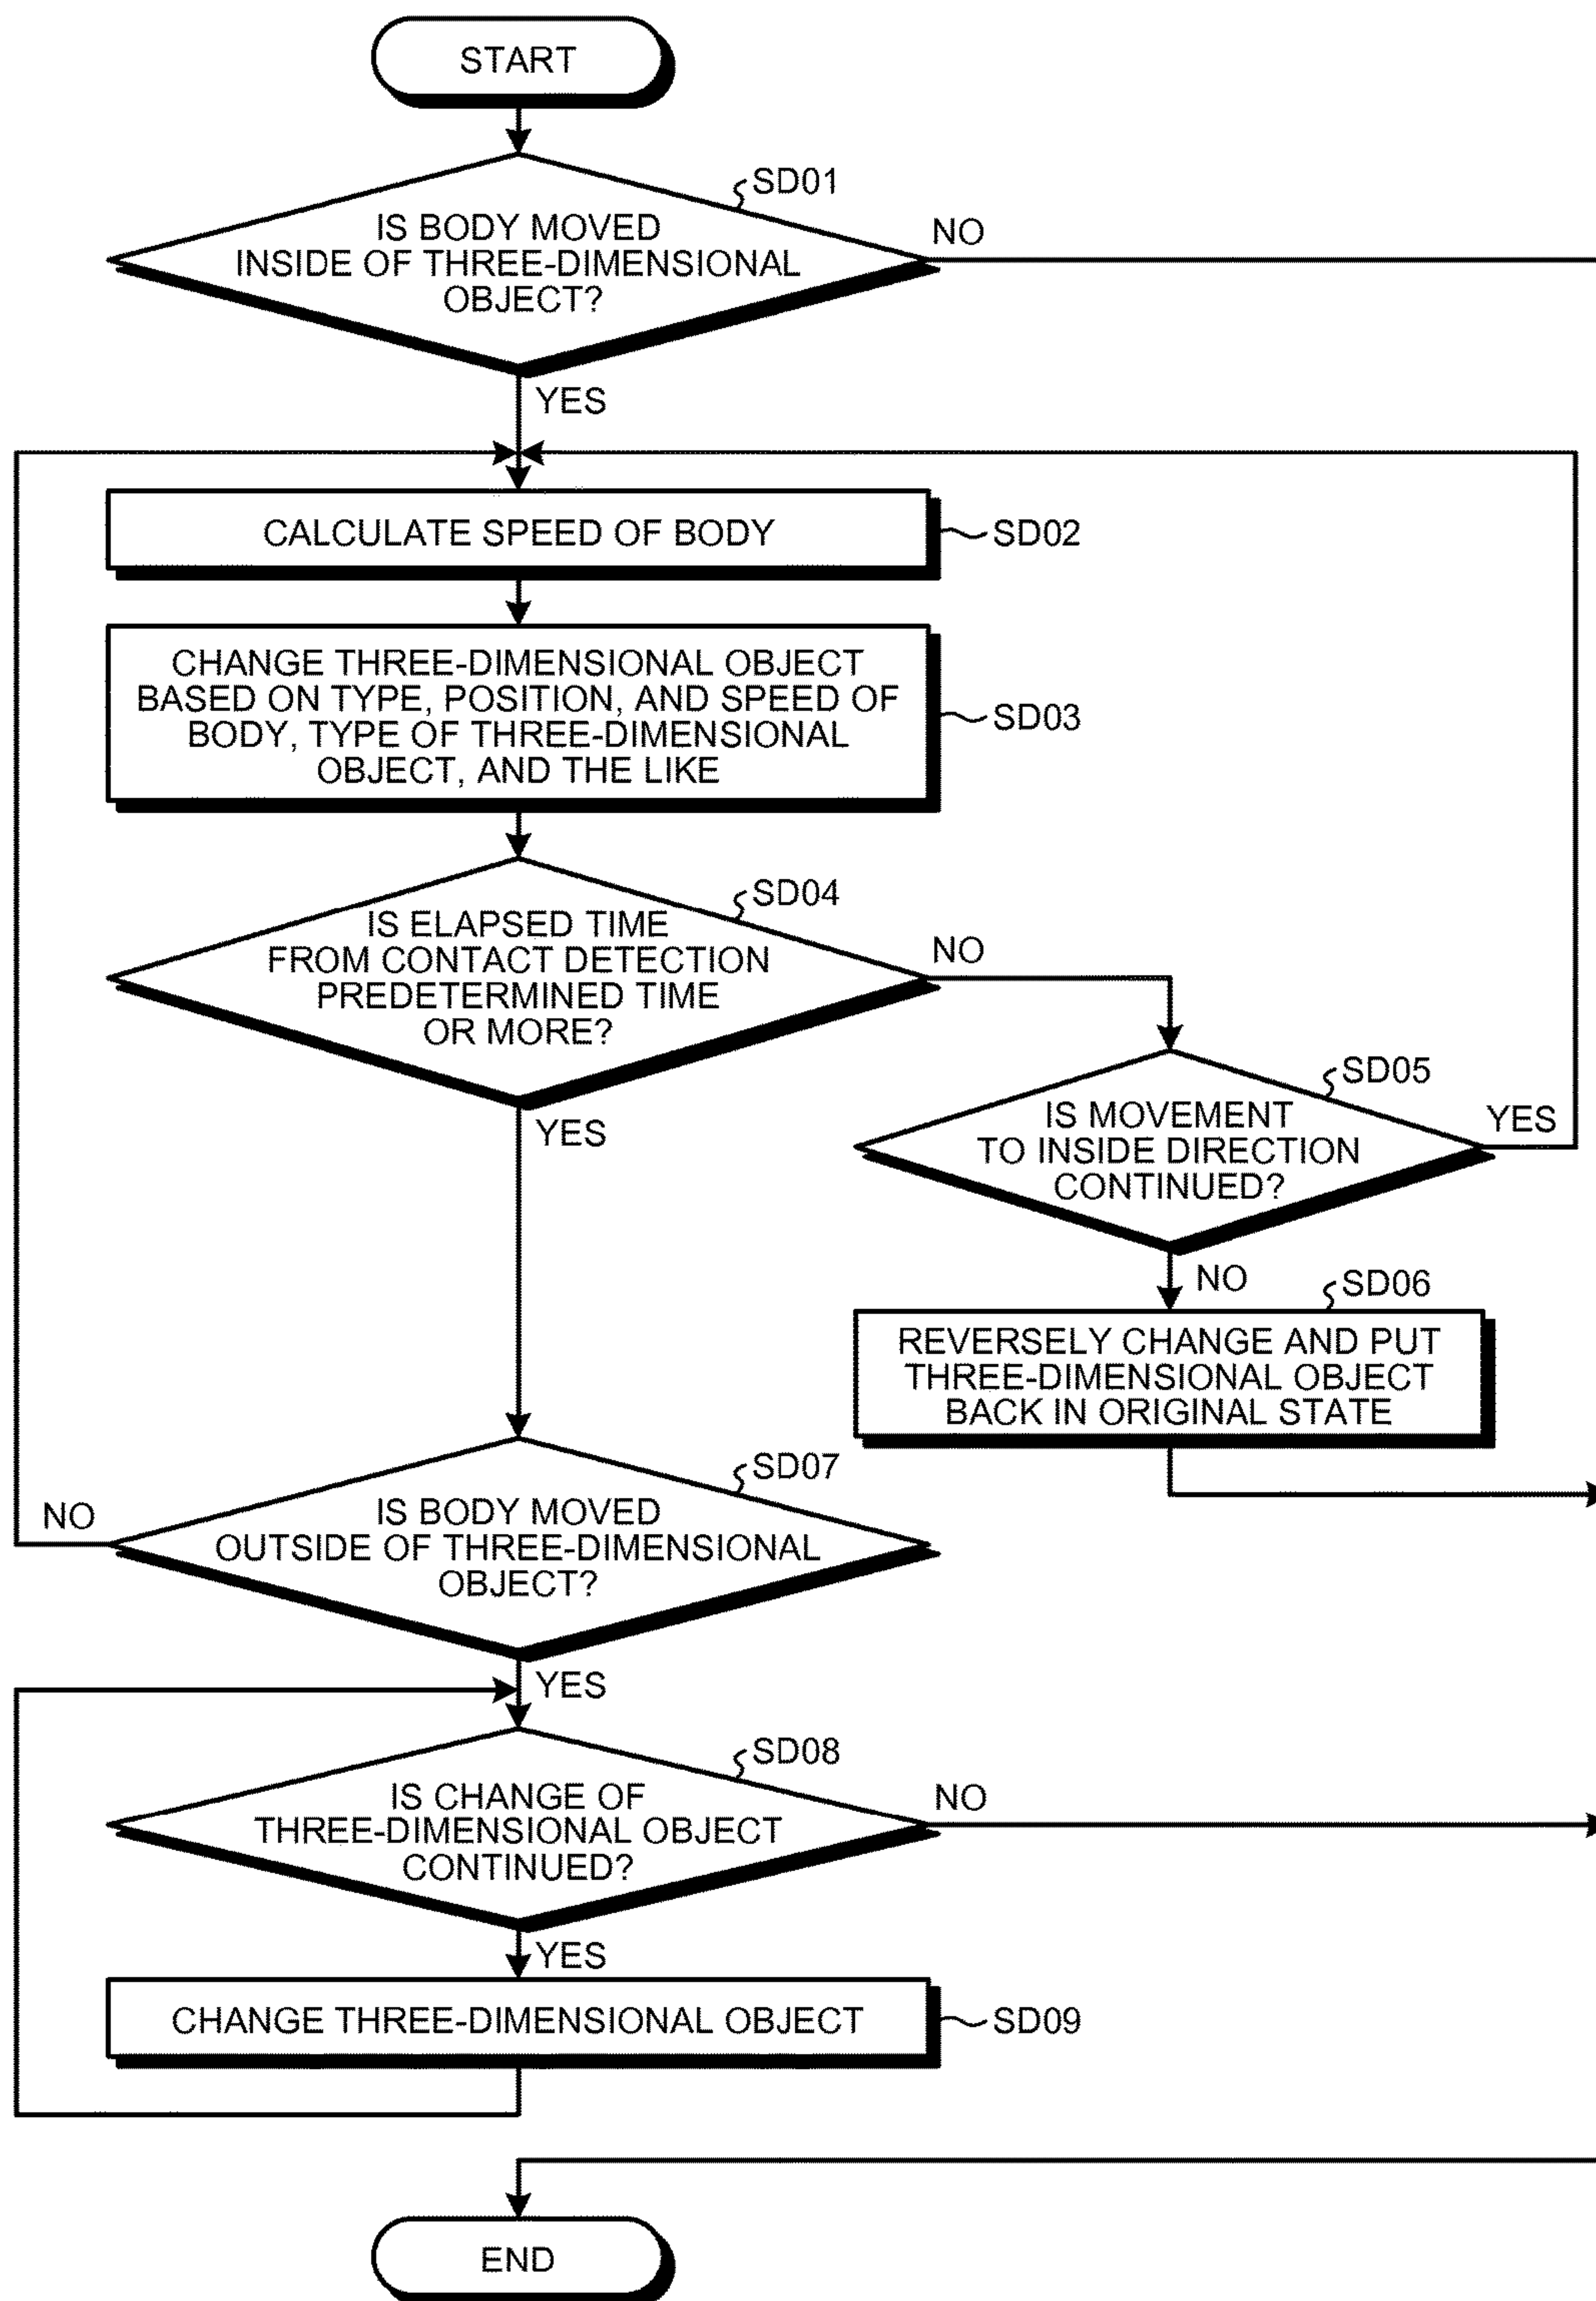 START
SD01
IS BODY MOVED
INSIDE OF THREE-DIMENSIONAL
OBJECT?
NO
YES
CALCULATE SPEED OF BODY
SD02
CHANGE THREE-DIMENSIONAL OBJECT
BASED ON TYPE, POSITION, AND SPEED OF
BODY, TYPE OF THREE-DIMENSIONAL
OBJECT, AND THE LIKE
SD03
SD04
IS ELAPSED TIME
FROM CONTACT DETECTION
PREDETERMINED TIME
OR MORE?
NO
YES
SD05
IS MOVEMENT
TO INSIDE DIRECTION
CONTINUED?
YES
NO
SD06
REVERSELY CHANGE AND PUT
THREE-DIMENSIONAL OBJECT
BACK IN ORIGINAL STATE
SD07
IS BODY MOVED
OUTSIDE OF THREE-DIMENSIONAL
OBJECT?
NO
YES
SD08
IS CHANGE OF
THREE-DIMENSIONAL OBJECT
CONTINUED?
NO
YES
CHANGE THREE-DIMENSIONAL OBJECT
SD09
END